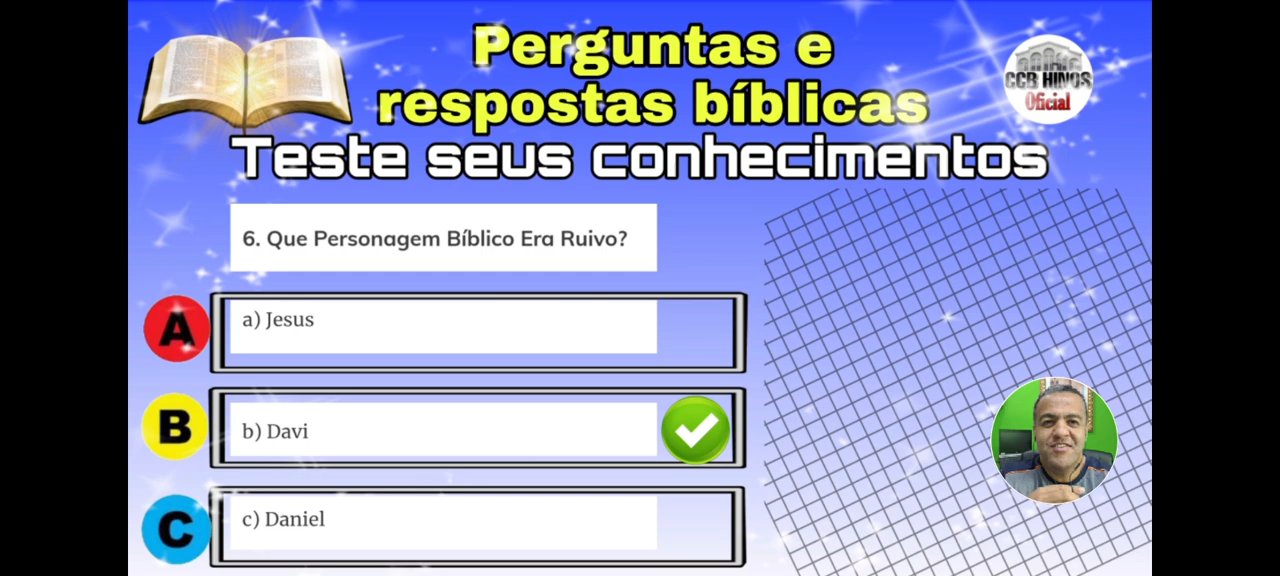 Perguntas e
respostas bíblicas
CCB HINOS
Oficial
Teste seus conhecimentos
6. Que Personagem Bíblico Era Ruivo?
A
a) Jesus
B
b) Davi
C
c) Daniel